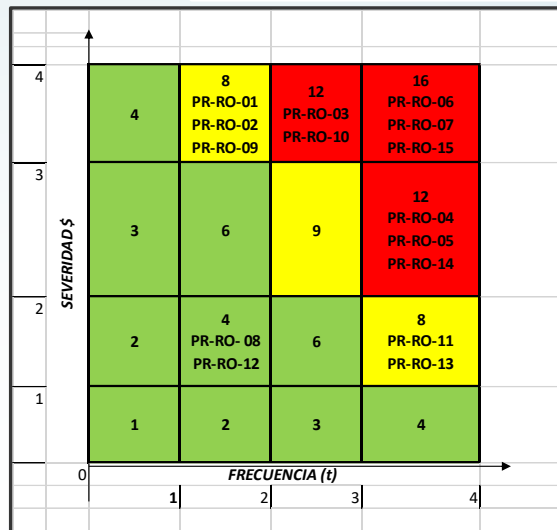 4
4
8
PR-RO-01
PR-RO-02
PR-RO-09
12
PR-RO-03
PR-RO-10
16
PR-RO-06
PR-RO-07
PR-RO-15
3
SEVERIDAD $
3
6
9
12
PR-RO-04
PR-RO-05
PR-RO-14
2
2
4
PR-RO- 08
PR-RO-12
6
8
PR-RO-11
PR-RO-13
1
1
2
3
4
0
FRECUENCIA (t)
1
2
3
4